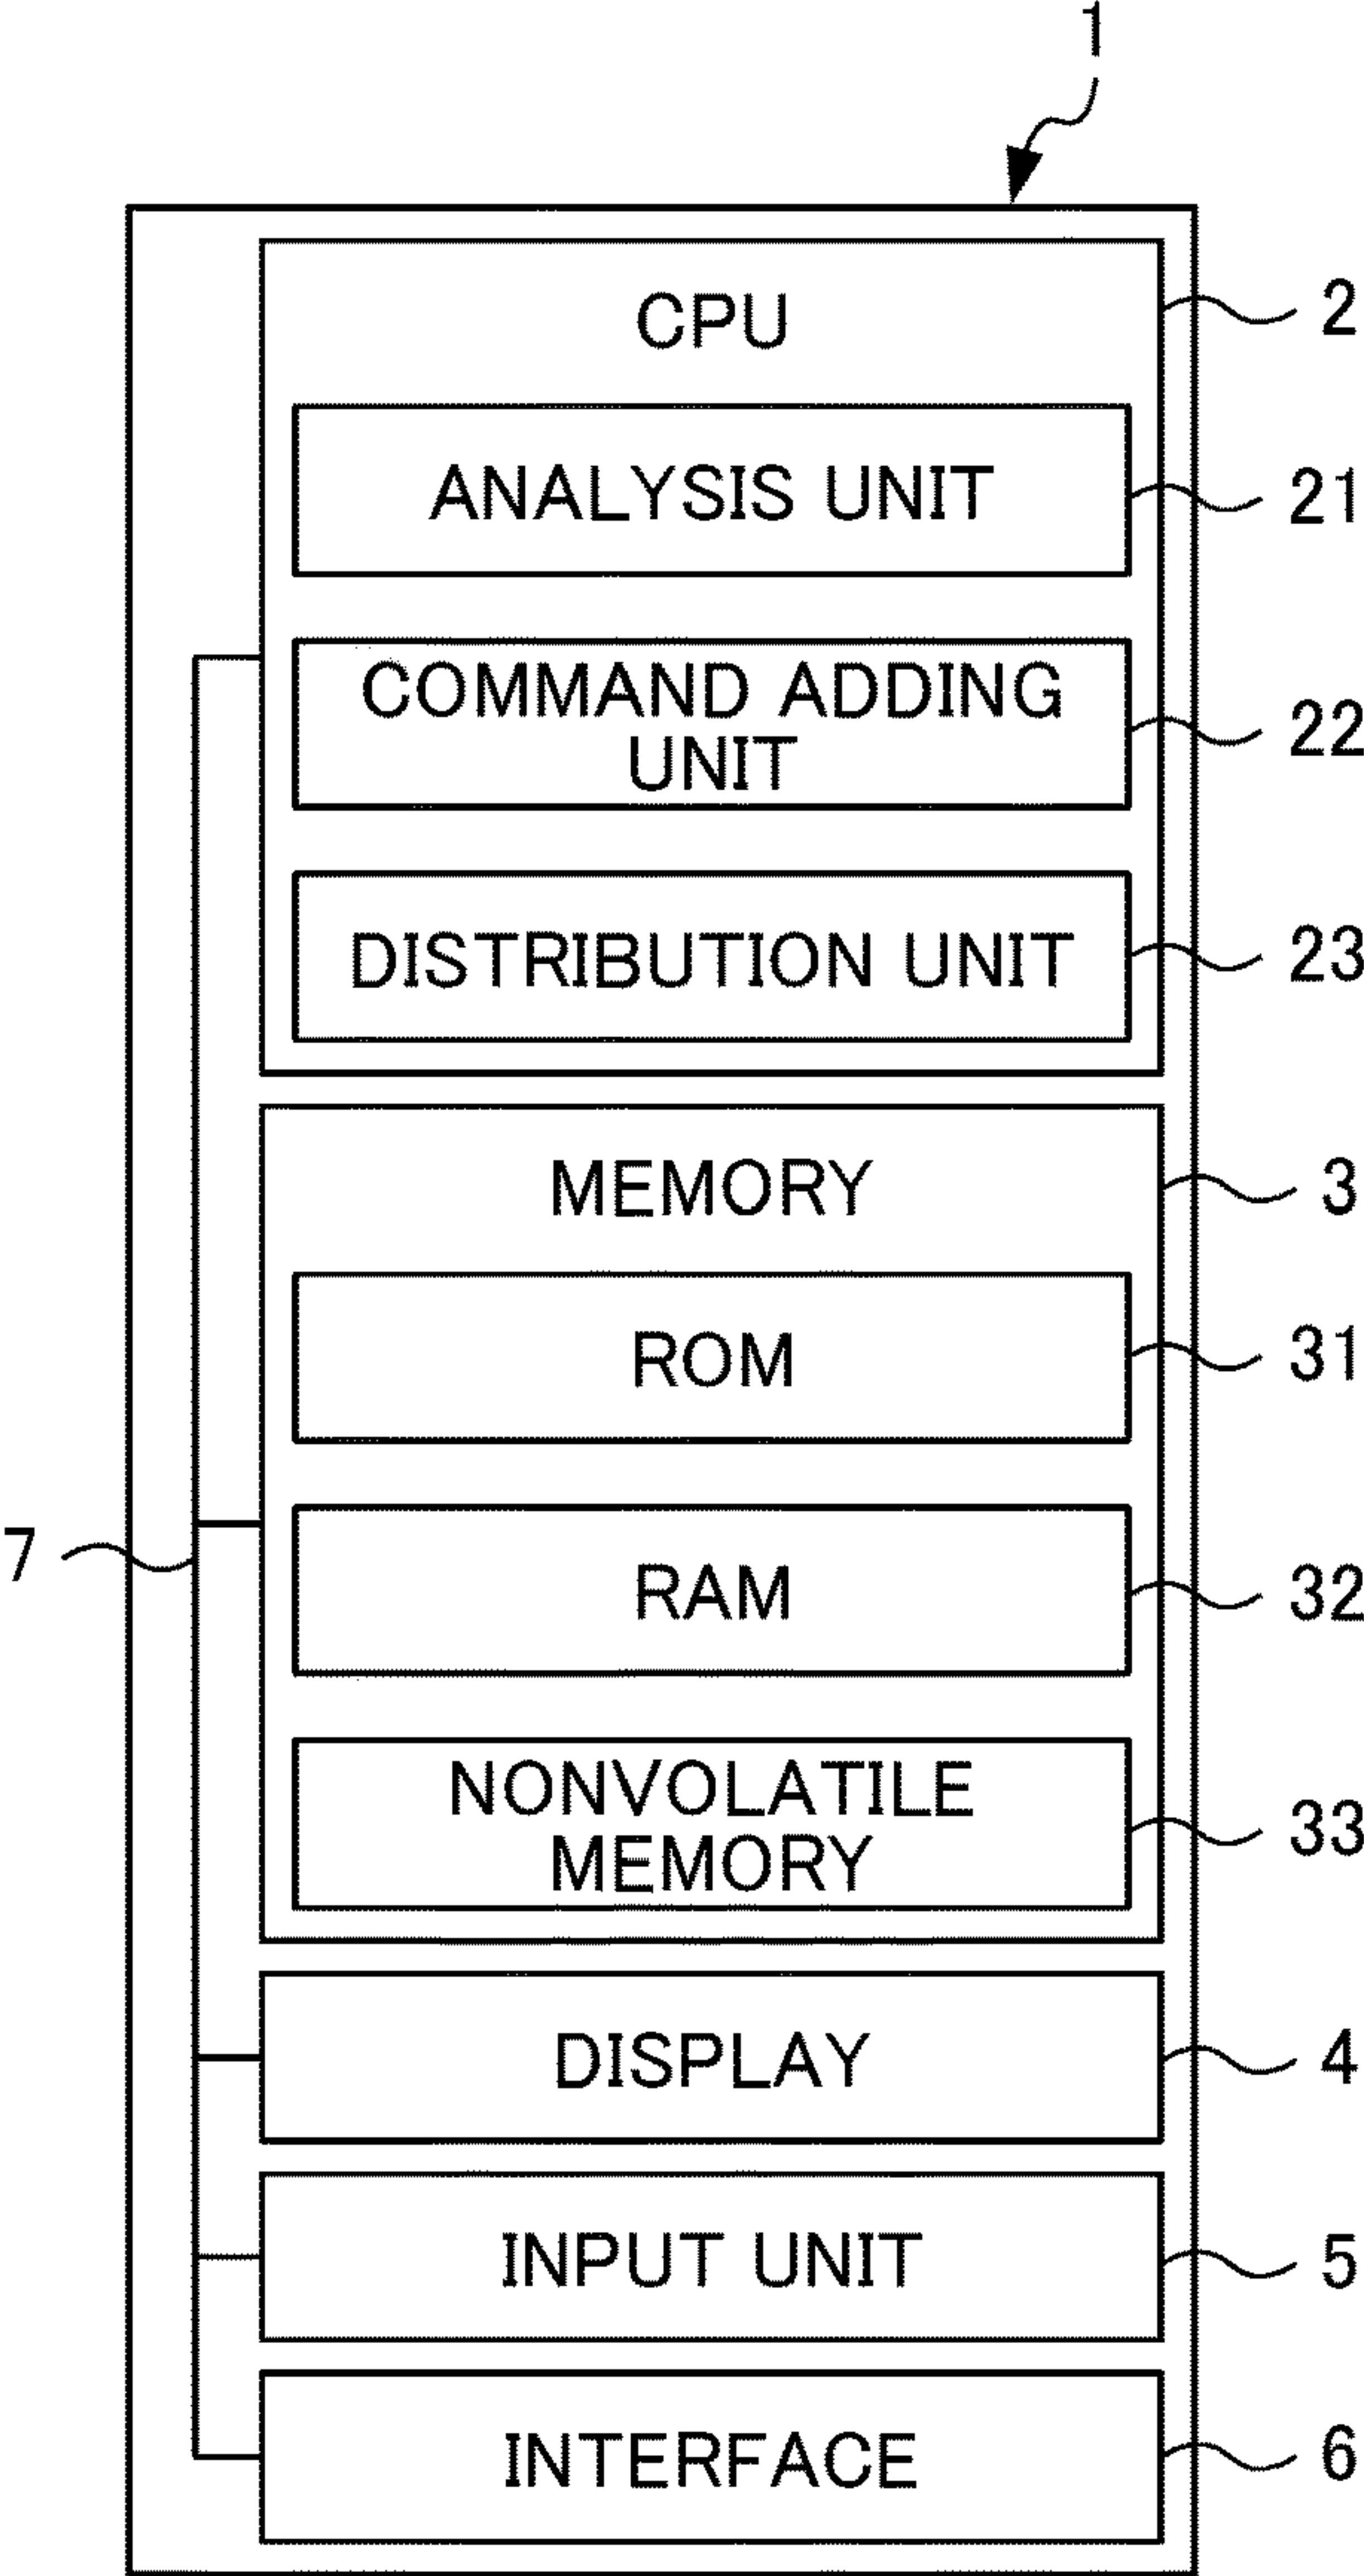 1
CPU
2
ANALYSIS UNIT
21
COMMAND ADDING
UNIT
22
DISTRIBUTION UNIT
23
MEMORY
3
ROM
31
7
RAM
32
NONVOLATILE
MEMORY
33
DISPLAY
4
INPUT UNIT
5
INTERFACE
6